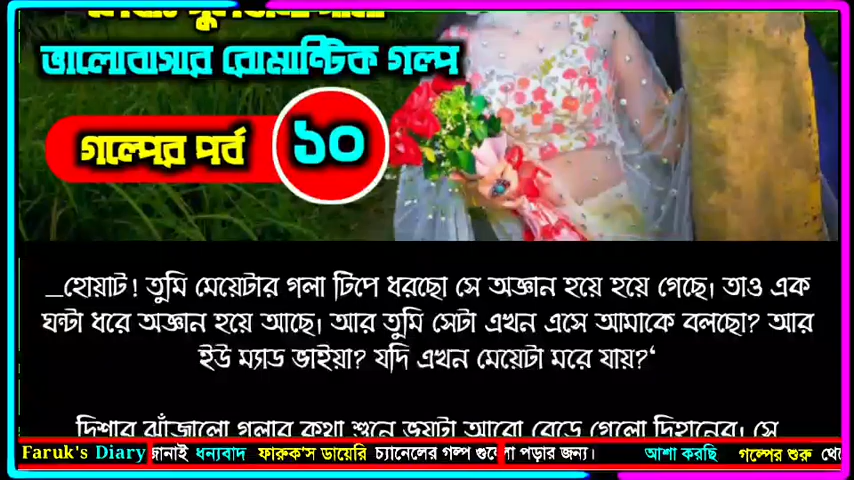 ভালোবাসার রোমান্টিক গল্প
গল্পের পর্ব ১০
_হোয়াট! তুমি মেয়েটার গলা টিপে ধরছো সে অজ্ঞান হয়ে হয়ে গেছে। তাও এক
ঘন্টা ধরে অজ্ঞান হয়ে আছে। আর তুমি সেটা এখন এসে আমাকে বলছো? আর
ইউ ম্যাড ভাইয়া? যদি এখন মেয়েটা মরে যায়?‘
দিশার ঝাঁজালো গলার কথা শুনে ভয়টা আরো বেড়ে গেলো দিহানের। সে
Faruk's Diary জানাই ধন্যবাদ ফারুক'স ডায়েরি চ্যানেলের গল্প পড়ার জন্য। আশা করছি গল্পের শুরু